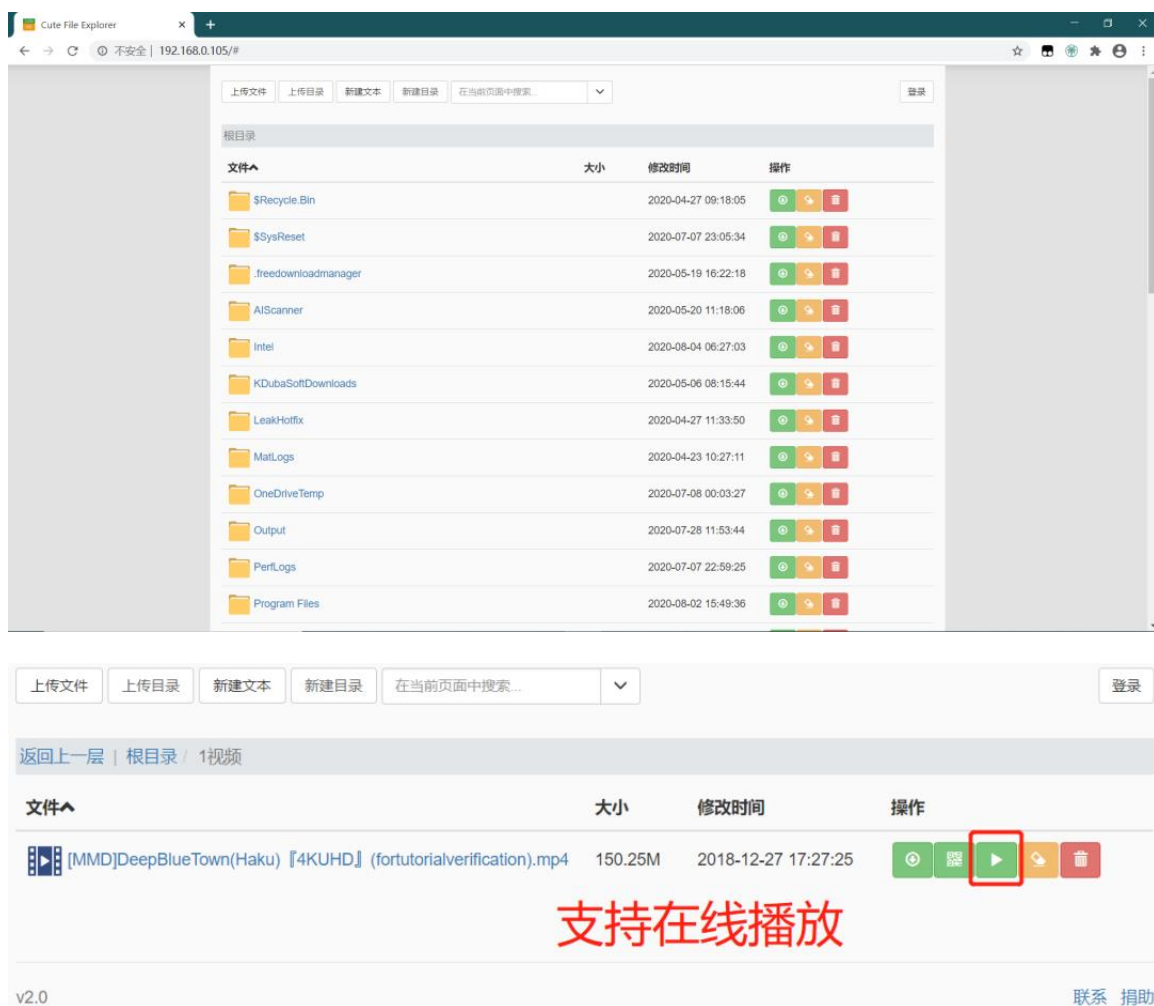 Cute File Explorer
不安全 | 192.168.0.105/#
上传文件 上传目录 新建文本 新建目录 在当前页面中搜索... 登录
根目录
文件 大小 修改时间 操作
$Recycle.Bin 2020-04-27 09:18:05
$SysReset 2020-07-07 23:05:34
.freedownloadmanager 2020-05-19 16:22:18
AIScanner 2020-05-20 11:18:06
Intel 2020-08-04 06:27:03
KDubaSoftDownloads 2020-05-06 08:15:44
LeakHotfix 2020-04-27 11:33:50
MatLogs 2020-04-23 10:27:11
OneDriveTemp 2020-07-08 00:03:27
Output 2020-07-28 11:53:44
PerfLogs 2020-07-07 22:59:25
Program Files 2020-08-02 15:49:36
上传文件 上传目录 新建文本 新建目录 在当前页面中搜索... 登录
返回上一层 | 根目录 / 1视频
文件 大小 修改时间 操作
[MMD]DeepBlueTown(Haku)『4KUHD』(fortutorialverification).mp4 150.25M 2018-12-27 17:27:25
支持在线播放
v2.0 联系 捐助